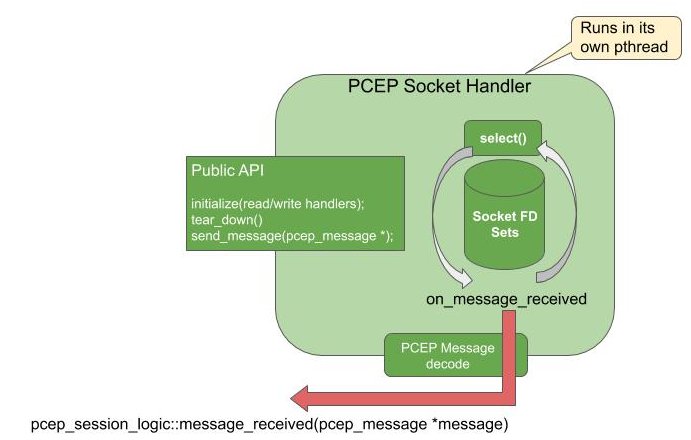 Runs in its
own pthread
PCEP Socket Handler
select()
Public API
initialize(read/write handlers);
tear_down()
send_message(pcep_message *);
Socket FD
Sets
on_message_received
PCEP Message
decode
pcep_session_logic::message_received(pcep_message *message)